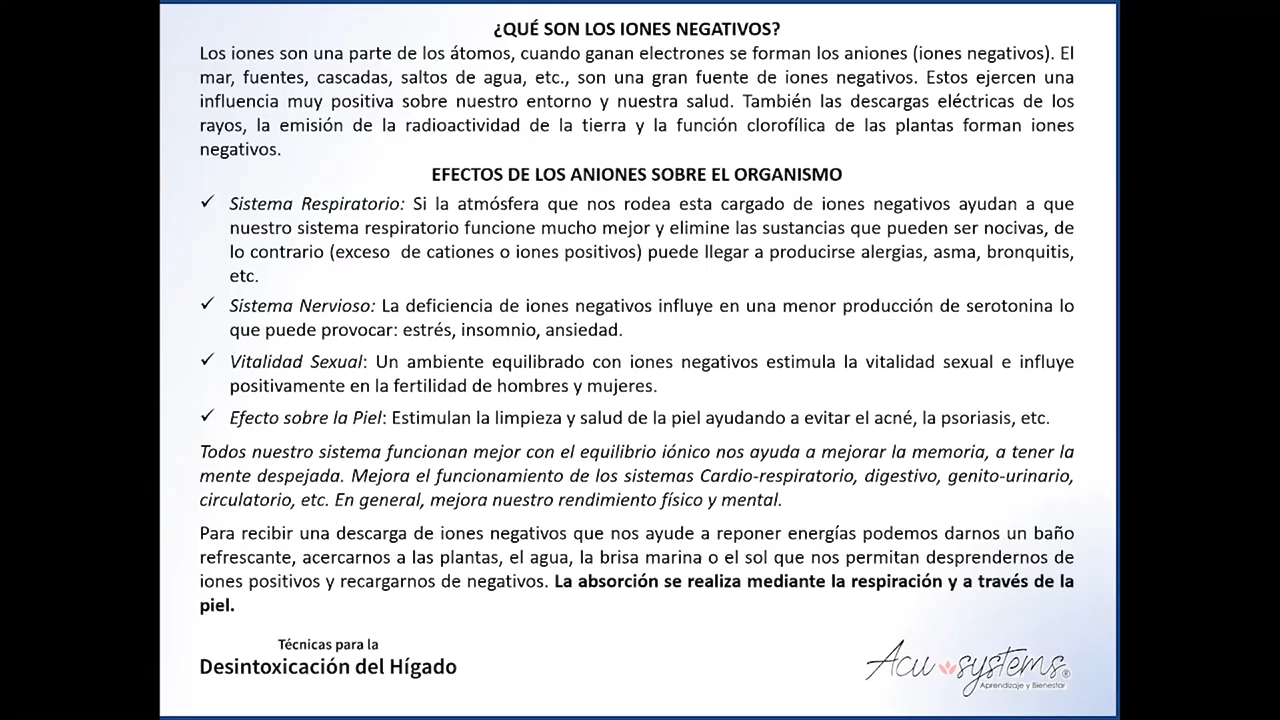 ¿QUÉ SON LOS IONES NEGATIVOS?
Los iones son una parte de los átomos, cuando ganan electrones se forman los aniones (iones negativos). El
mar, fuentes, cascadas, saltos de agua, etc., son una gran fuente de iones negativos. Estos ejercen una
influencia muy positiva sobre nuestro entorno y nuestra salud. También las descargas eléctricas de los
rayos, la emisión de la radioactividad de la tierra y la función clorofílica de las plantas forman iones
negativos.
EFECTOS DE LOS ANIONES SOBRE EL ORGANISMO
✓ Sistema Respiratorio: Si la atmósfera que nos rodea esta cargado de iones negativos ayudan a que
nuestro sistema respiratorio funcione mucho mejor y elimine las sustancias que pueden ser nocivas, de
lo contrario (exceso de cationes o iones positivos) puede llegar a producirse alergias, asma, bronquitis,
etc.
✓ Sistema Nervioso: La deficiencia de iones negativos influye en una menor producción de serotonina lo
que puede provocar: estrés, insomnio, ansiedad.
✓ Vitalidad Sexual: Un ambiente equilibrado con iones negativos estimula la vitalidad sexual e influye
positivamente en la fertilidad de hombres y mujeres.
✓ Efecto sobre la Piel: Estimulan la limpieza y salud de la piel ayudando a evitar el acné, la psoriasis, etc.
Todos nuestro sistema funcionan mejor con el equilibrio iónico nos ayuda a mejorar la memoria, a tener la
mente despejada. Mejora el funcionamiento de los sistemas Cardio-respiratorio, digestivo, genito-urinario,
circulatorio, etc. En general, mejora nuestro rendimiento físico y mental.
Para recibir una descarga de iones negativos que nos ayude a reponer energías podemos darnos un baño
refrescante, acercarnos a las plantas, el agua, la brisa marina o el sol que nos permitan desprendernos de
iones positivos y recargarnos de negativos. La absorción se realiza mediante la respiración y a través de la
piel.
Técnicas para la
Desintoxicación del Hígado
Acu systems®
Aprendizaje y Bienestar